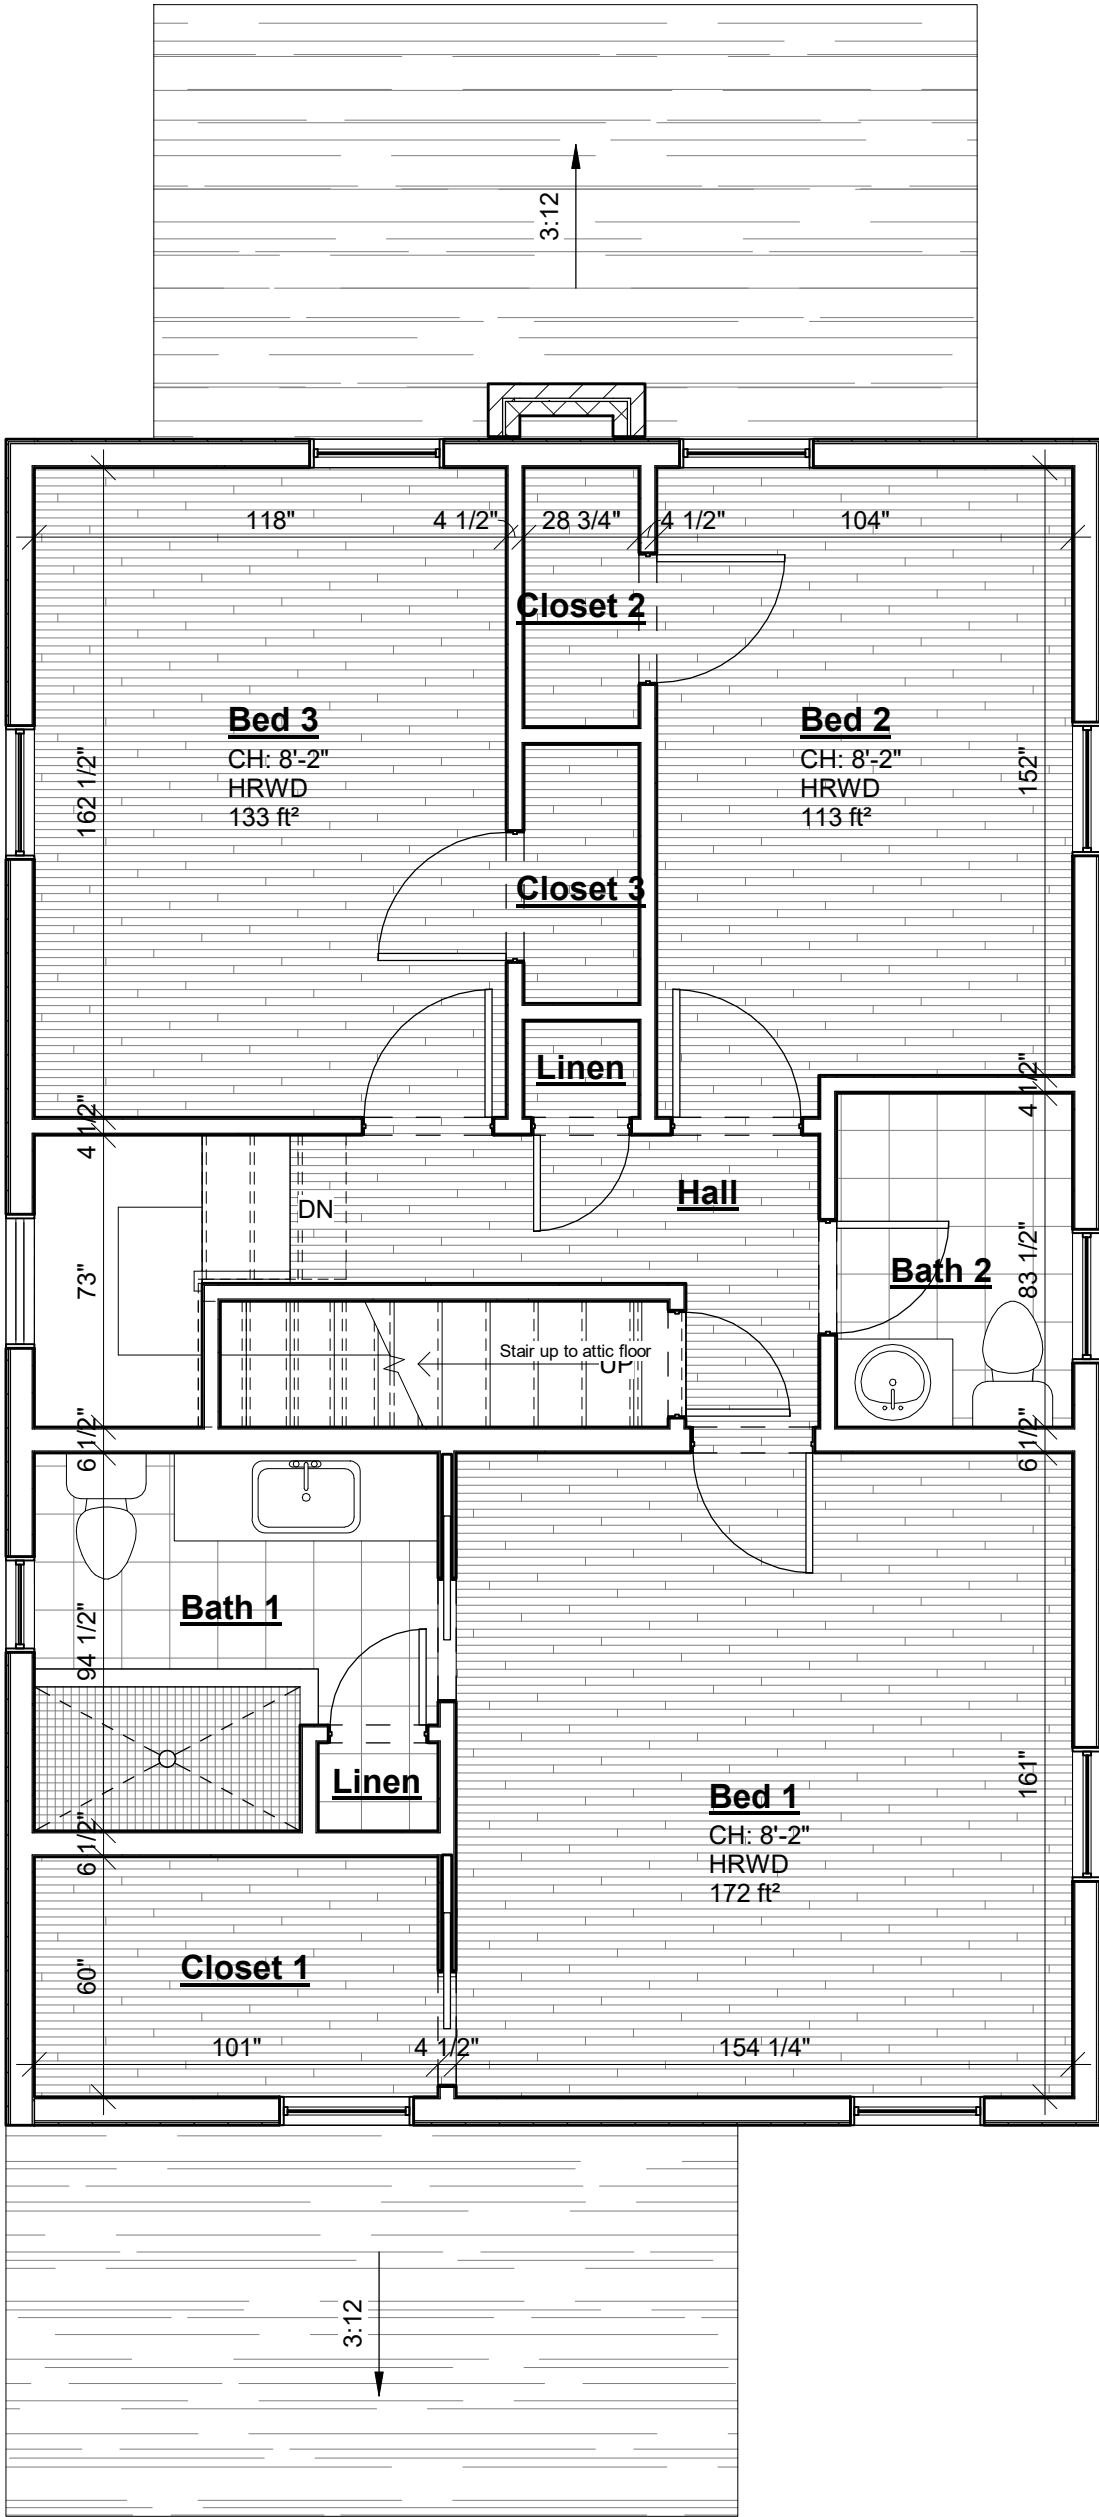 3:12
118"
4 1/2"
28 3/4"
4 1/2"
104"
Closet 2
Bed 3
CH: 8'-2"
HRWD
133 ft²
Bed 2
CH: 8'-2"
HRWD
113 ft²
162 1/2"
152"
Closet 3
Linen
4 1/2"
4 1/2"
DN
Hall
73"
Bath 2
83 1/2"
Stair up to attic floor
UP
6 1/2"
6 1/2"
Bath 1
94 1/2"
Linen
Bed 1
CH: 8'-2"
HRWD
172 ft²
161"
6 1/2"
Closet 1
60"
101"
4 1/2"
154 1/4"
3:12